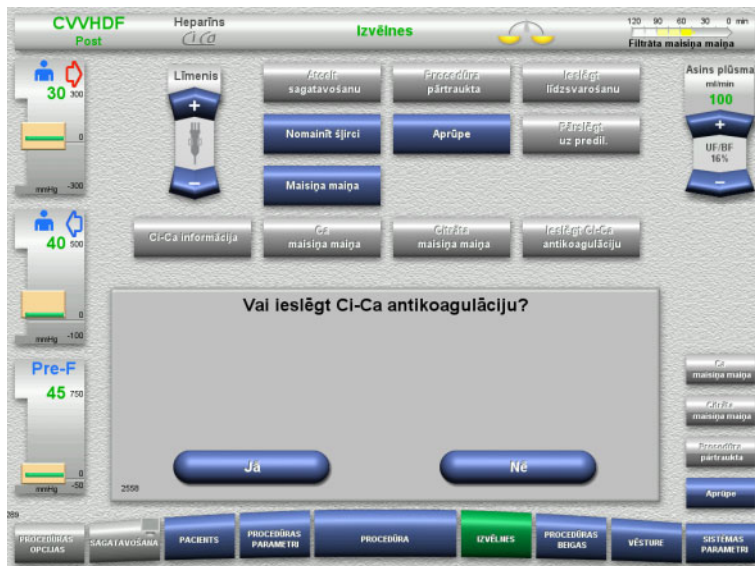 CVVHDF
Post
Heparīns
CiCa
Izvēlnes
120 90 60 30 0 min
Filtrāta maisiņa maiņa
30 300
0
mmHg -300
Līmenis
+
−
Atcelt
sagatavošanu
Procedūra
pārtraukta
Ieslēgt
līdzsvarošanu
Nomainīt šļirci
Aprūpe
Pārslēgt
uz predil.
Maisiņa maiņa
Asins plūsma
ml/min
100
+
UF/BF
16%
−
40 500
0
mmHg -100
Ci-Ca informācija
Ca
maisiņa maiņa
Citrāta
maisiņa maiņa
Ieslēgt Ci-Ca
antikoagulāciju
Vai ieslēgt Ci-Ca antikoagulāciju?
Jā
Nē
2558
Pre-F
45 750
0
mmHg -50
Ca
maisiņa maiņa
Citrāta
maisiņa maiņa
Procedūra
pārtraukta
Aprūpe
289
PROCEDŪRAS
OPCIJAS
SAGATAVOŠANA
PACIENTS
PROCEDŪRAS
PARAMETRI
PROCEDŪRA
IZVĒLNES
PROCEDŪRAS
BEIGAS
VĒSTURE
SISTĒMAS
PARAMETRI